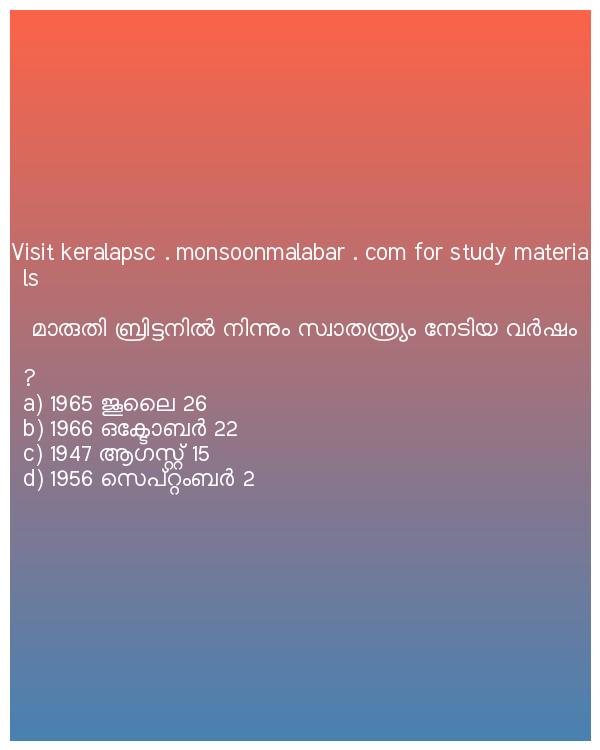 Visit keralapsc . monsoonmalabar . com for study materia
ls
മാരുതി ബ്രിട്ടനിൽ നിന്നും സ്വാതന്ത്ര്യം നേടിയ വർഷം
?
a) 1965 ജൂലൈ 26
b) 1966 ഒക്ടോബർ 22
c) 1947 ആഗസ്റ്റ് 15
d) 1956 സെപ്റ്റംബർ 2